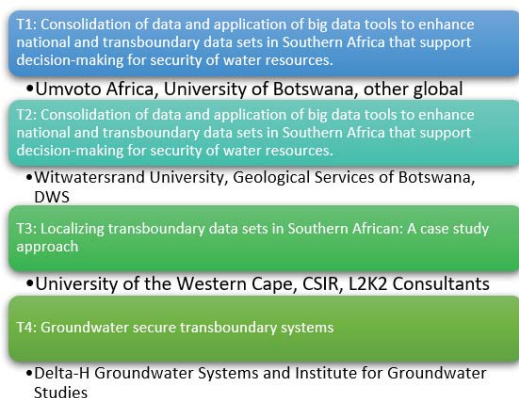 T1: Consolidation of data and application of big data tools to enhance
national and transboundary data sets in Southern Africa that support
decision-making for security of water resources.
•Umvoto Africa, University of Botswana, other global
T2: Consolidation of data and application of big data tools to enhance
national and transboundary data sets in Southern Africa that support
decision-making for security of water resources.
•Witwatersrand University, Geological Services of Botswana,
DWS
T3: Localizing transboundary data sets in Southern African: A case study
approach
•University of the Western Cape, CSIR, L2K2 Consultants
T4: Groundwater secure transboundary systems
•Delta-H Groundwater Systems and Institute for Groundwater
Studies